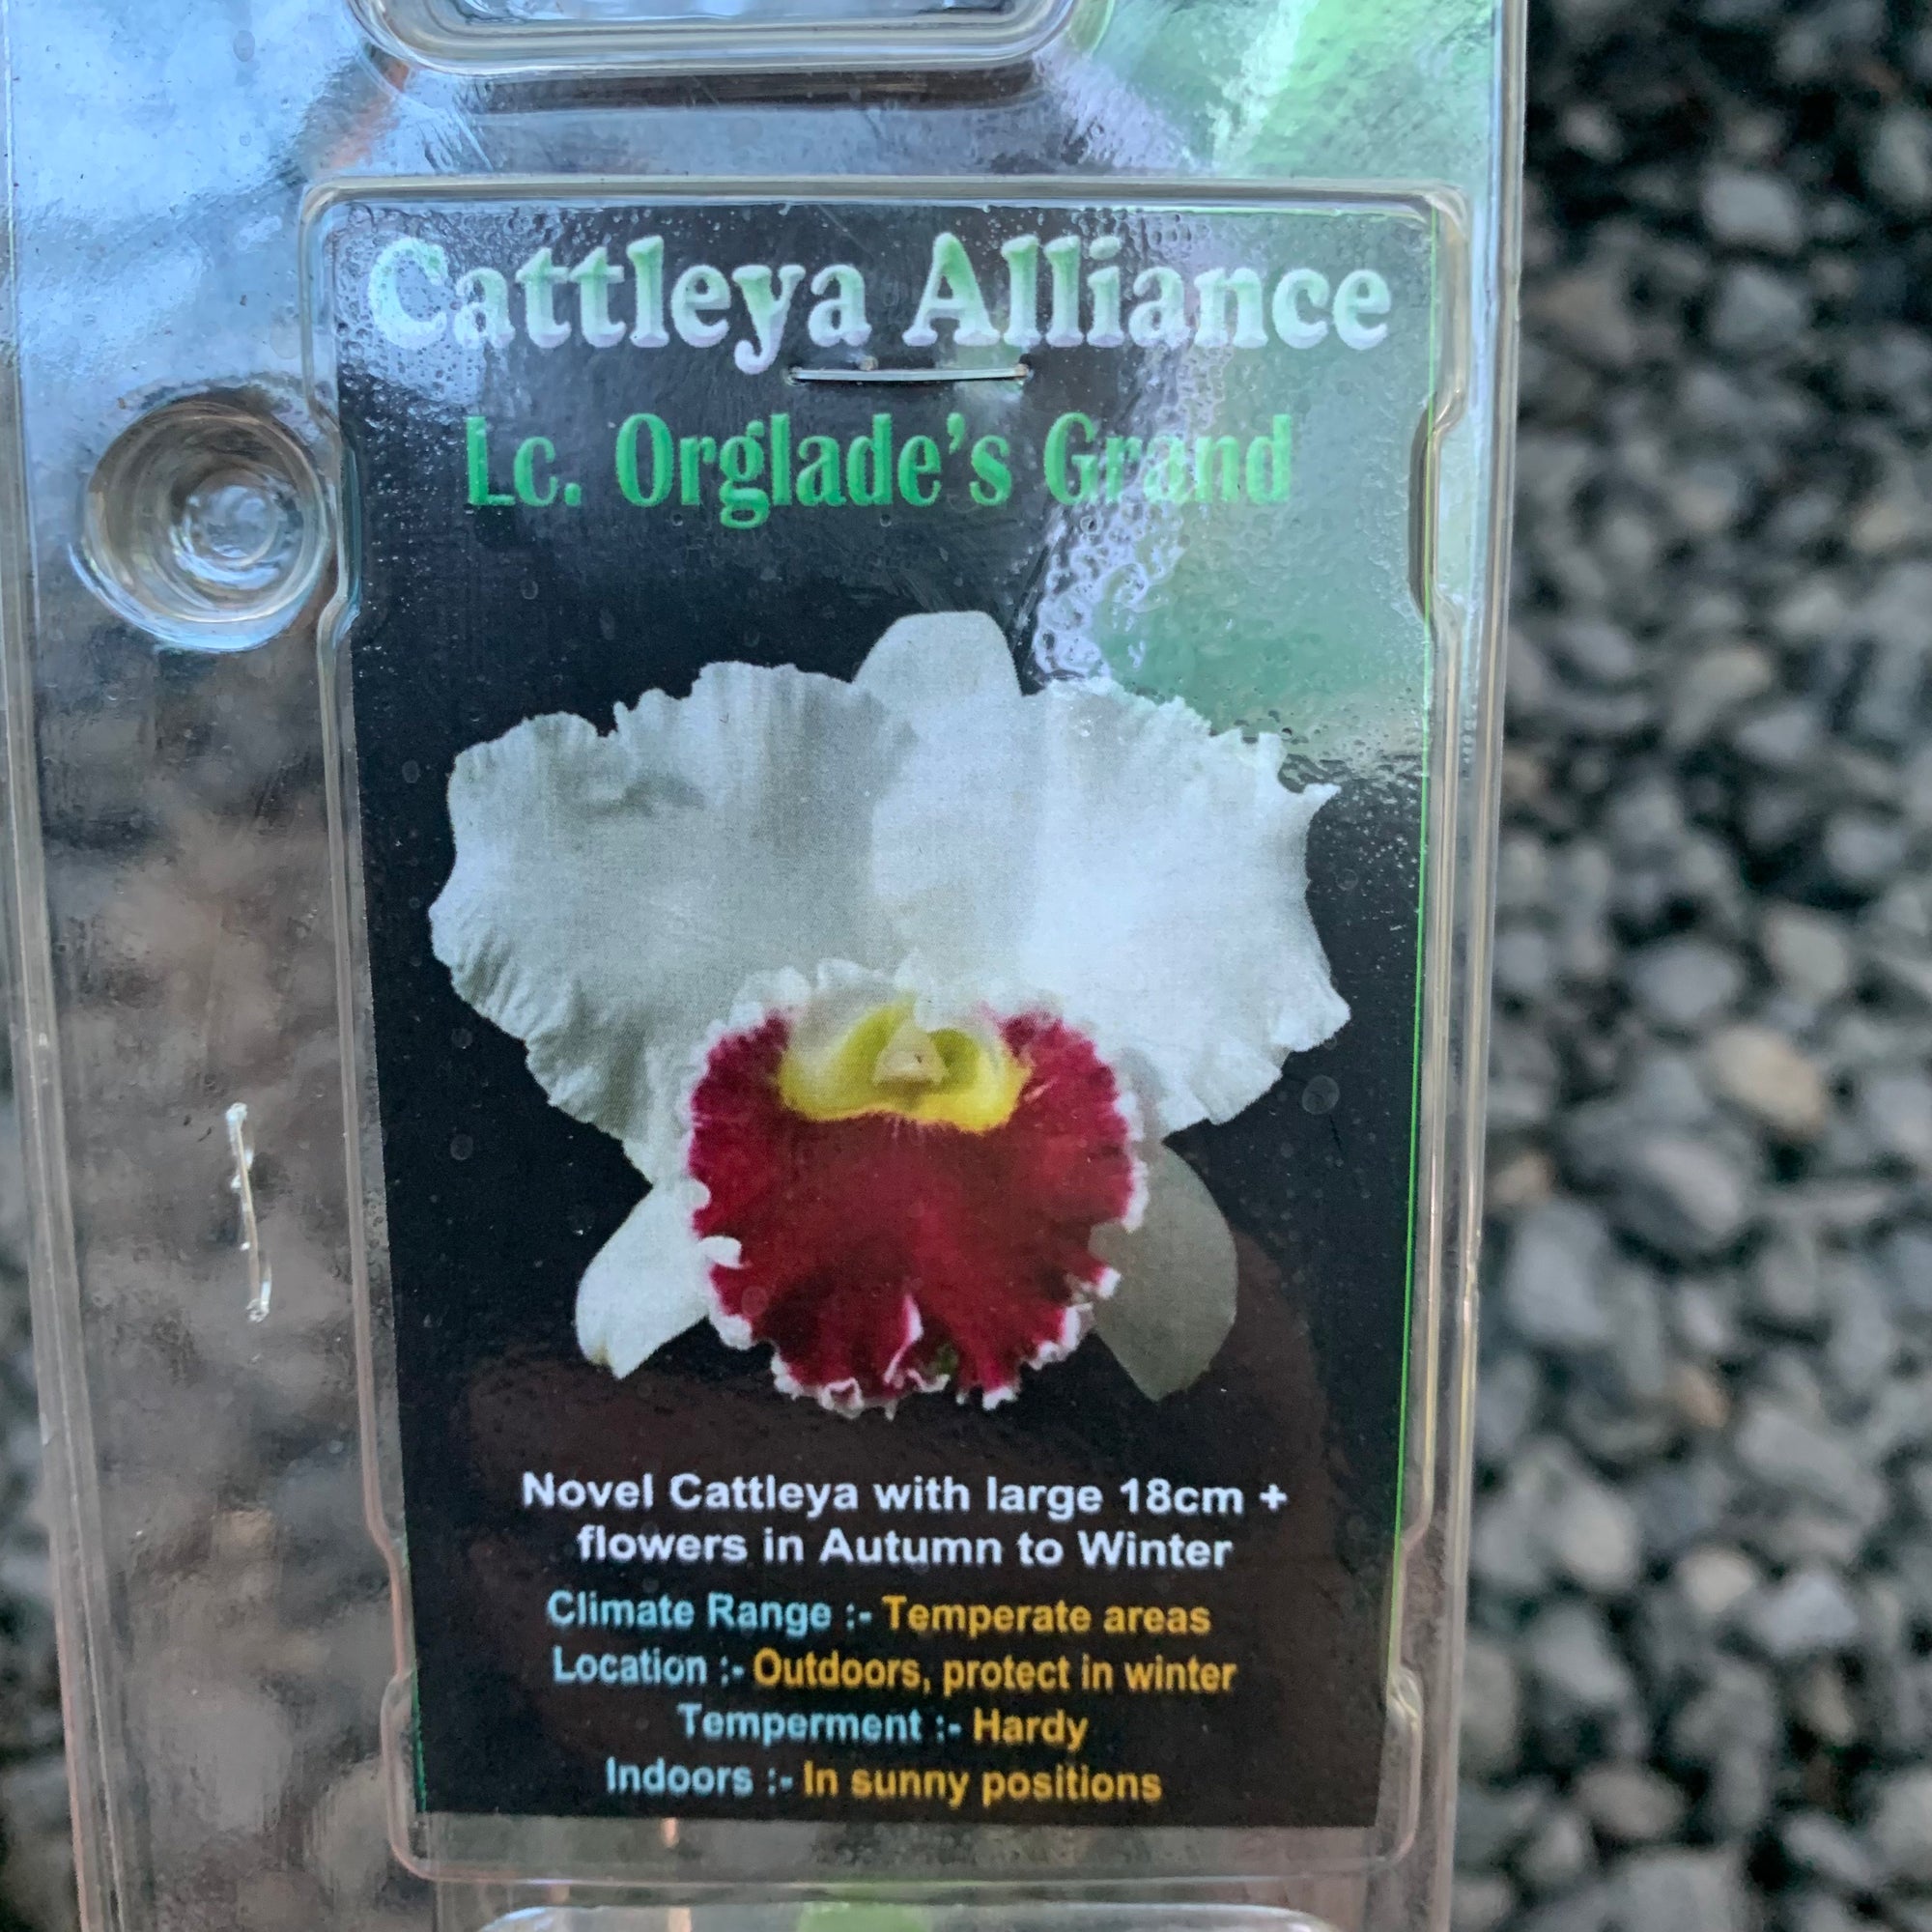 Cattleya Alliance
Lc. Orglade's Grand
Novel Cattleya with large 18cm +
flowers in Autumn to Winter
Climate Range :- Temperate areas
Location :- Outdoors, protect in winter
Temperment :- Hardy
Indoors :- In sunny positions